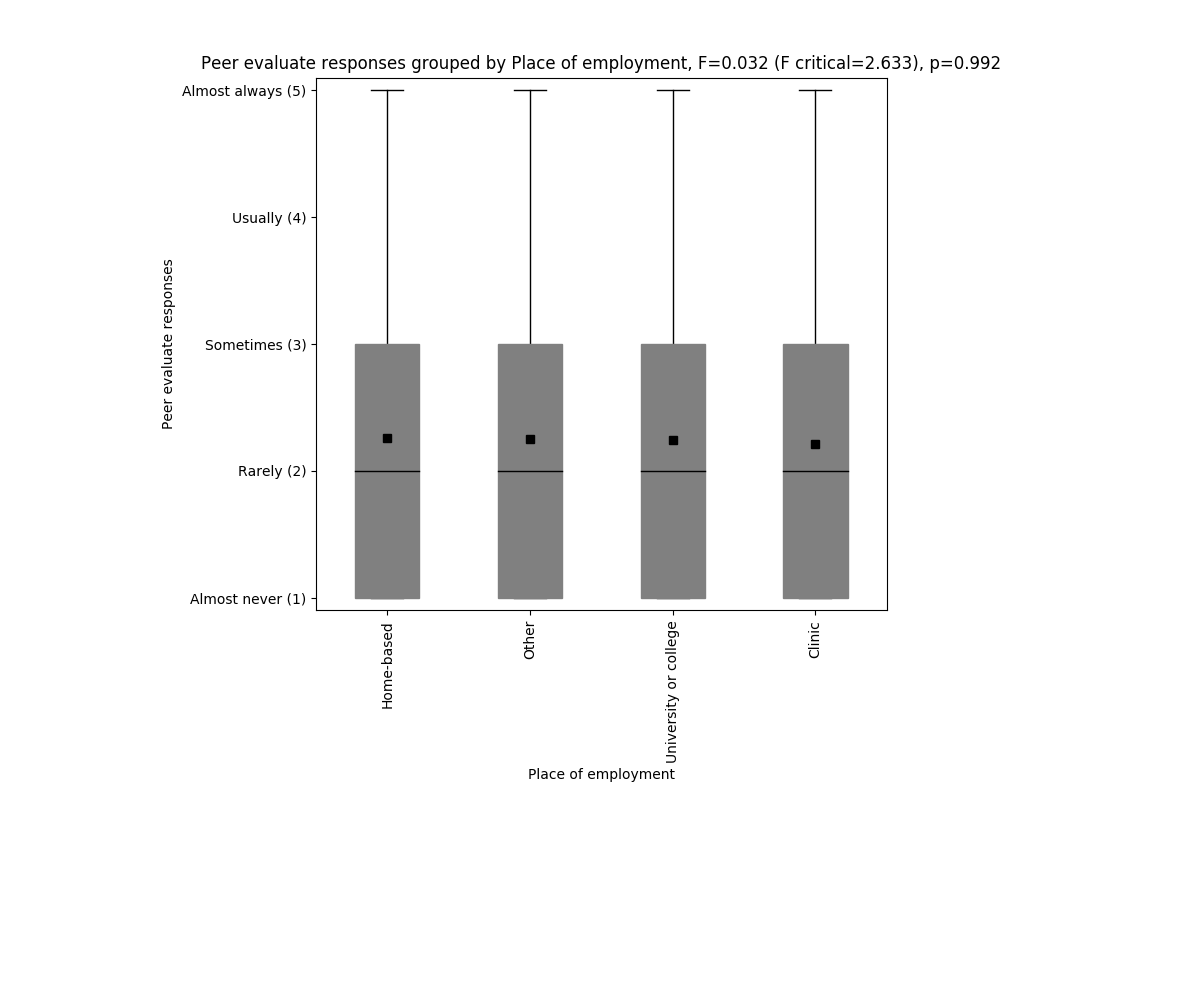 Peer evaluate responses grouped by Place of employment, F=0.032 (F critical=2.633), p=0.992
Almost always (5)
Usually (4)
Sometimes (3)
Rarely (2)
Almost never (1)
Peer evaluate responses
Home-based
Other
University or college
Clinic
Place of employment